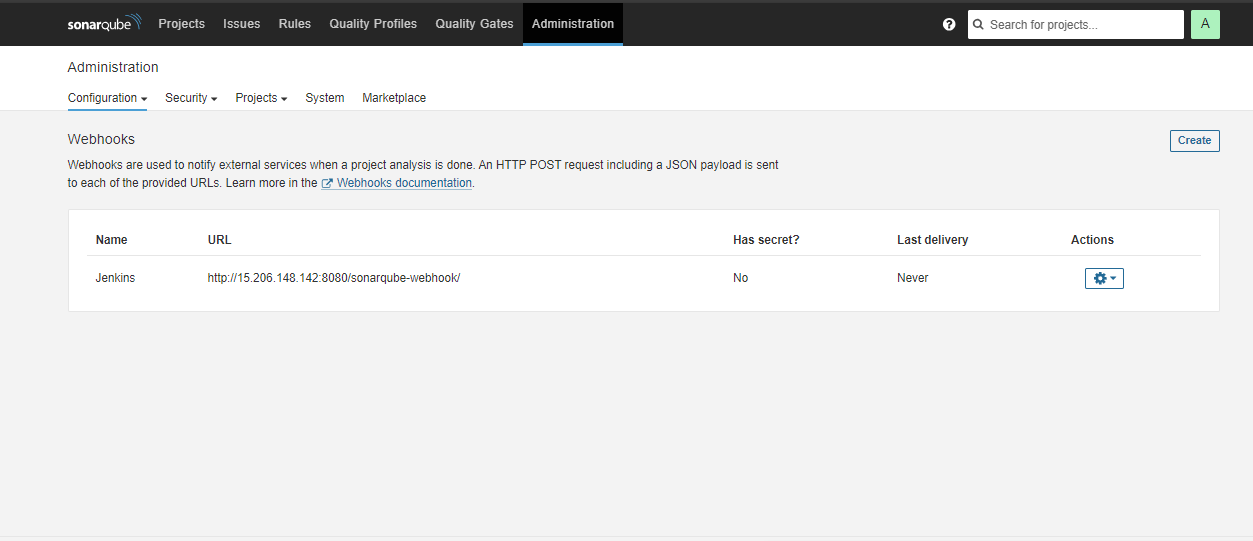 sonarqube Projects Issues Rules Quality Profiles Quality Gates Administration ? Search for projects... A
Administration
Configuration Security Projects System Marketplace
Webhooks Create
Webhooks are used to notify external services when a project analysis is done. An HTTP POST request including a JSON payload is sent
to each of the provided URLs. Learn more in the Webhooks documentation.
Name URL Has secret? Last delivery Actions
Jenkins http://15.206.148.142:8080/sonarqube-webhook/ No Never